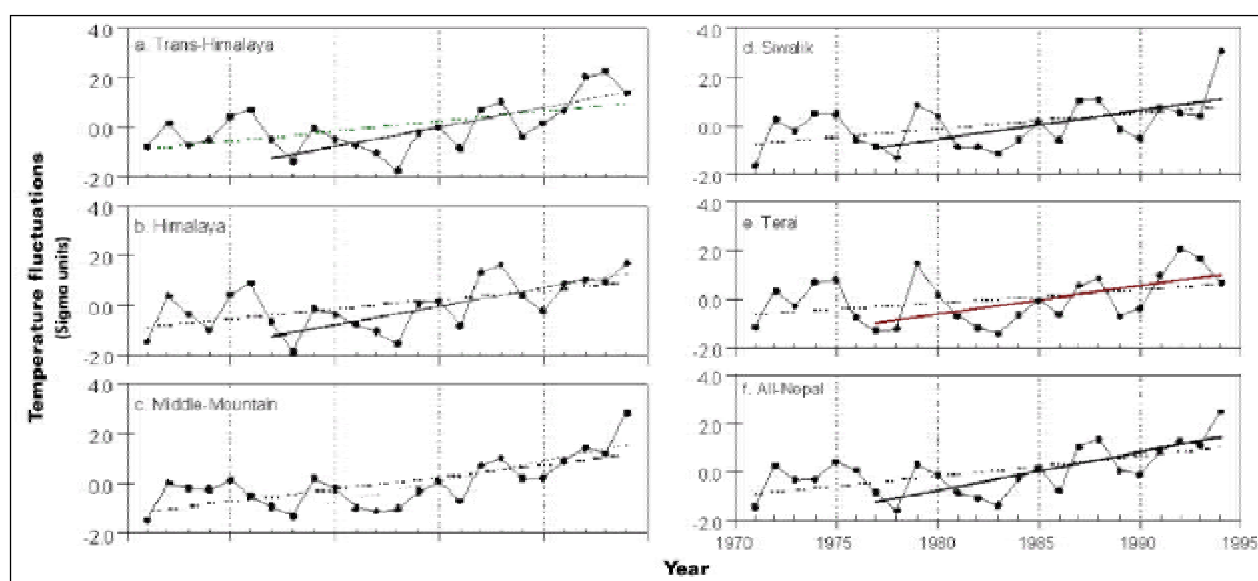 Temperature fluctuations
(Sigma units)
4.0
2.0
0.0
-2.0
a. Trans-Himalaya
4.0
2.0
0.0
-2.0
b. Himalaya
4.0
2.0
0.0
-2.0
c. Middle-Mountain
4.0
2.0
0.0
-2.0
d. Siwalik
4.0
2.0
0.0
-2.0
e. Terai
4.0
2.0
0.0
-2.0
f. All-Nepal
1970 1975 1980 1985 1990 1995
Year